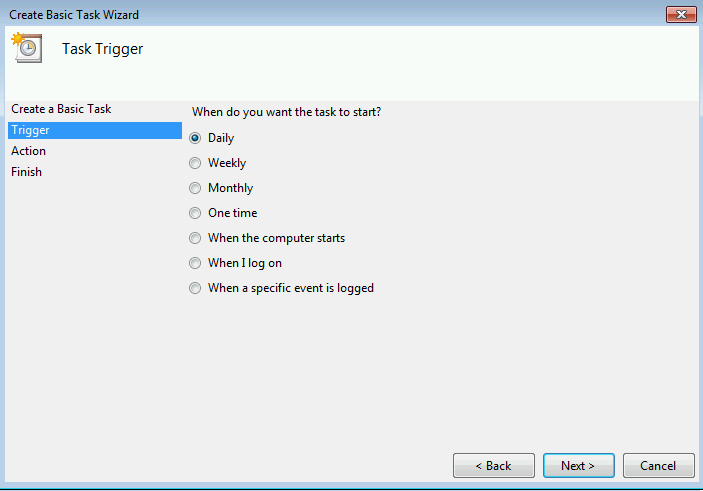 Create Basic Task Wizard
Task Trigger
Create a Basic Task
Trigger
Action
Finish
When do you want the task to start?
Daily
Weekly
Monthly
One time
When the computer starts
When I log on
When a specific event is logged
< Back
Next >
Cancel